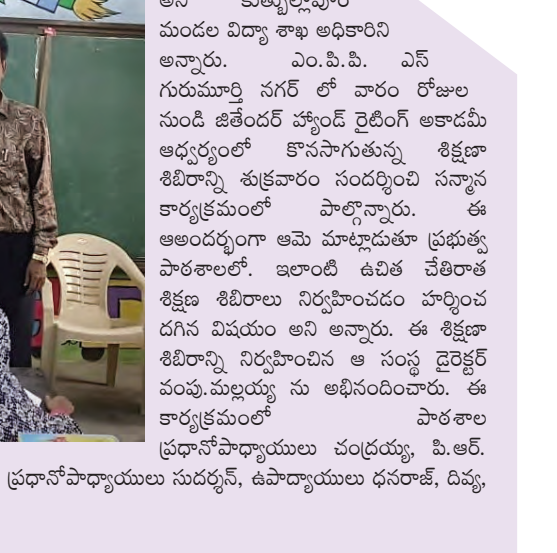 అని కుత్బుల్లాపూర్
మండల విద్యా శాఖ అధికారిని
అన్నారు. ఎం.పి.పి. ఎస్
గురుమూర్తి నగర్ లో వారం రోజుల
నుండి జితేందర్ హ్యాండ్ రైటింగ్ అకాడమీ
ఆధ్వర్యంలో కొనసాగుతున్న శిక్షణా
శిబిరాన్ని శుక్రవారం సందర్శించి సన్మాన
కార్యక్రమంలో పాల్గొన్నారు. ఈ
ఆఅందర్భంగా ఆమె మాట్లాడుతూ ప్రభుత్వ
పాఠశాలలో. ఇలాంటి ఉచిత చేతిరాత
శిక్షణ శిబిరాలు నిర్వహించడం హర్షించ
దగిన విషయం అని అన్నారు. ఈ శిక్షణా
శిబిరాన్ని నిర్వహించిన ఆ సంస్థ డైరెక్టర్
వంపు.మల్లయ్య ను అభినందించారు. ఈ
కార్యక్రమంలో పాఠశాల
ప్రధానోపాధ్యాయులు చంద్రయ్య, పి.ఆర్.
ప్రధానోపాధ్యాయులు సుదర్శన్, ఉపాద్యాయులు ధనరాజ్, దివ్య,